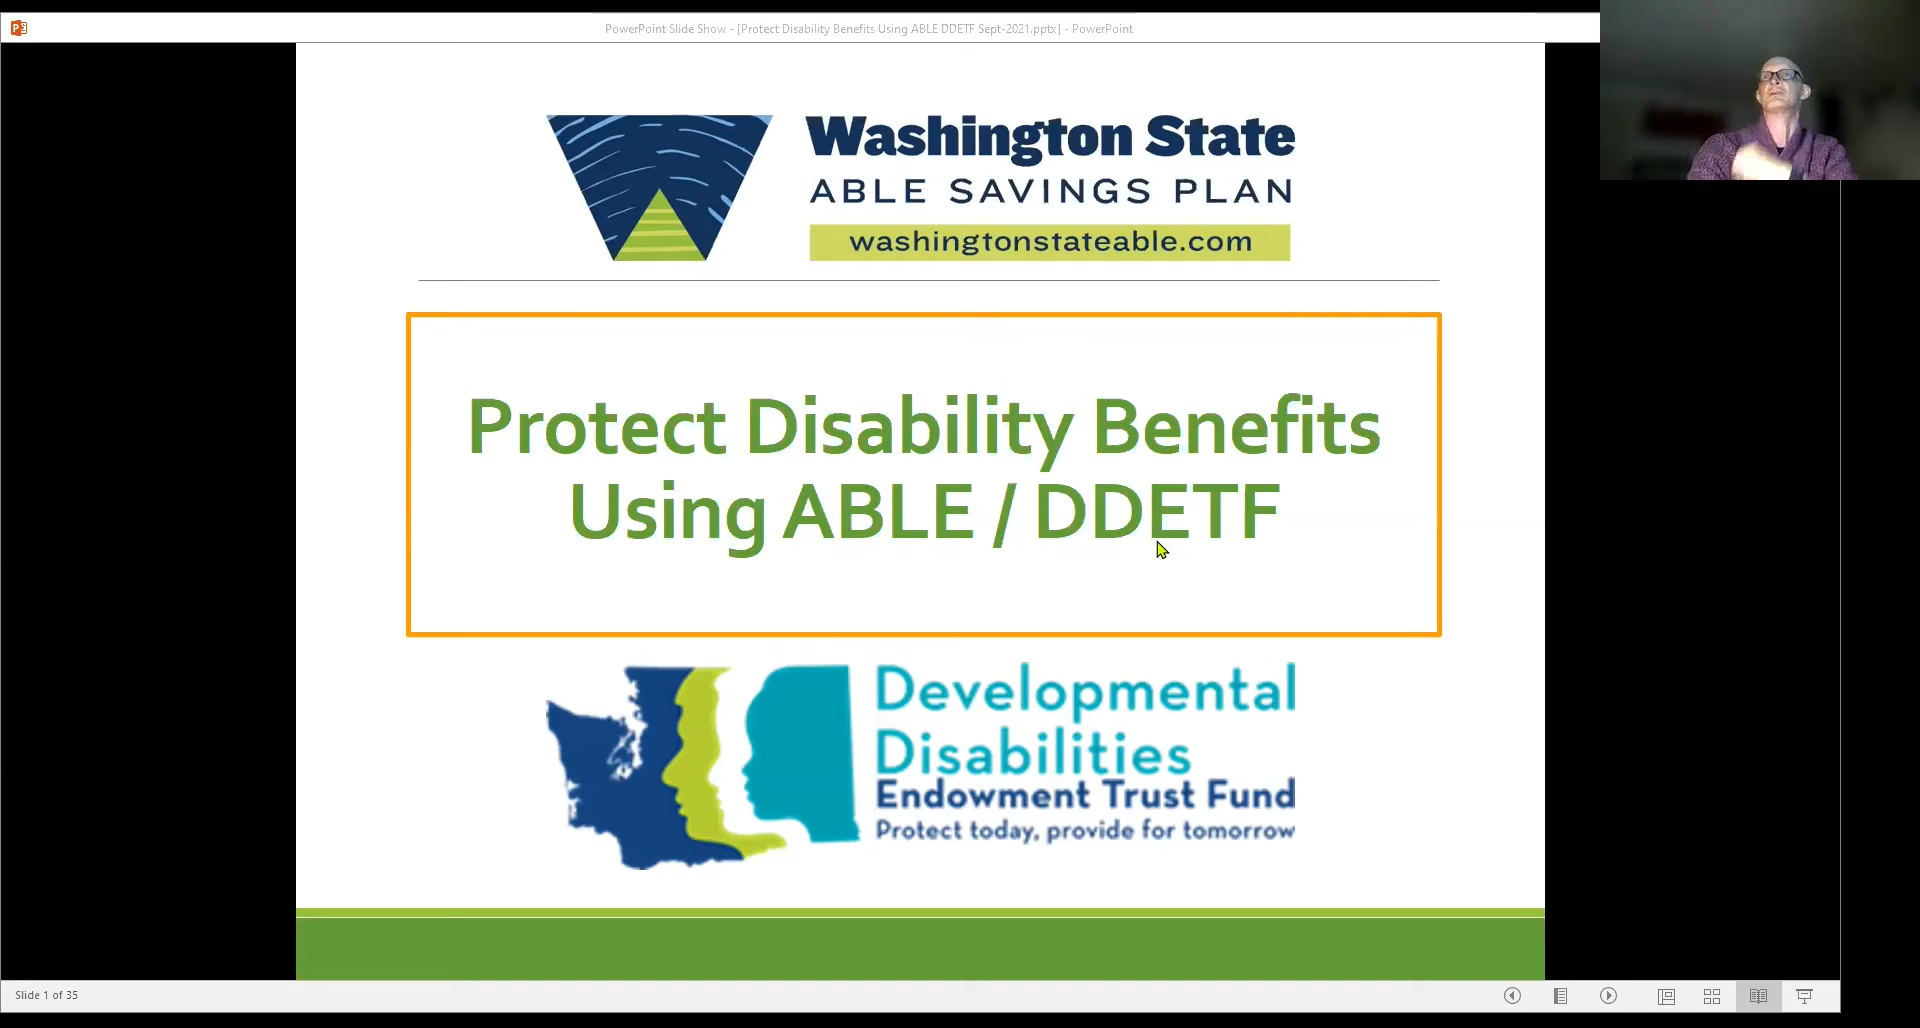 PowerPoint Slide Show - [Protect Disability Benefits Using ABLE DDETF Sept-2021.pptx] - PowerPoint
Washington State
ABLE SAVINGS PLAN
washingtonstateable.com
Protect Disability Benefits
Using ABLE / DDETF
Developmental
Disabilities
Endowment Trust Fund
Protect today, provide for tomorrow
Slide 1 of 35